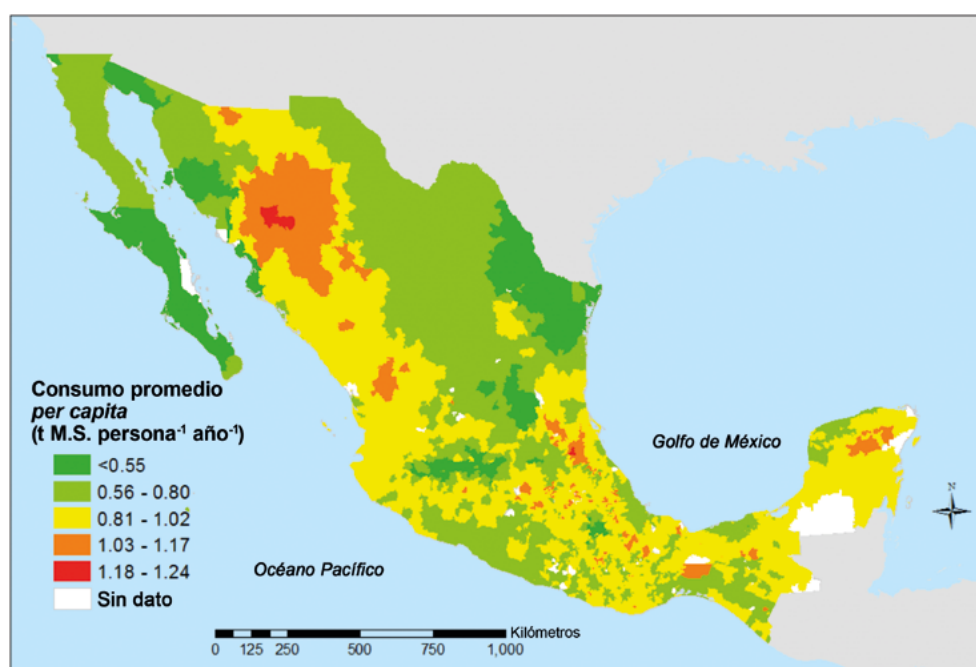 Consumo promedio
per capita
(t M.S. persona⁻¹ año⁻¹)
<0.55
0.56 - 0.80
0.81 - 1.02
1.03 - 1.17
1.18 - 1.24
Sin dato
Golfo de México
N
Océano Pacífico
Kilómetros
0 125 250 500 750 1,000